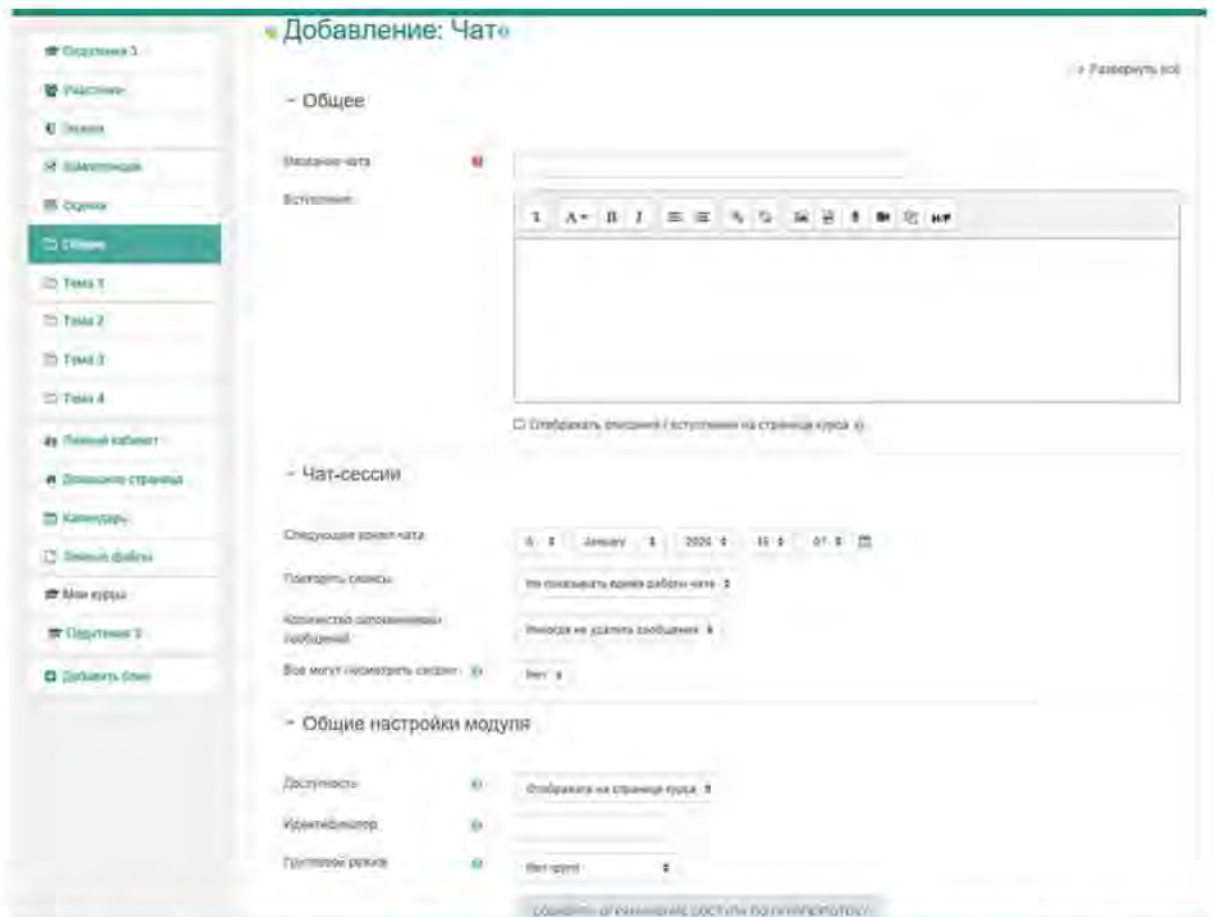 Добавление: Чат
Развернуть всё
Общее
Название чата
Вступление
Отображать описание / вступление на странице курса
Чат-сессии
Следующее время чата
6 January 2020
Повторять сеансы
Не показывать время работы чата
Количество запоминаемых сообщений
Никогда не удалять сообщения
Все могут посмотреть сессии
Нет
Общие настройки модуля
Доступность
Отображать на странице курса
Идентификатор
Групповой режим
Нет групп
Участники
Значки
Компетенции
Оценки
Общее
Тема 1
Тема 2
Тема 3
Тема 4
Личный кабинет
Домашняя страница
Календарь
Личные файлы
Мои курсы
Добавить блок